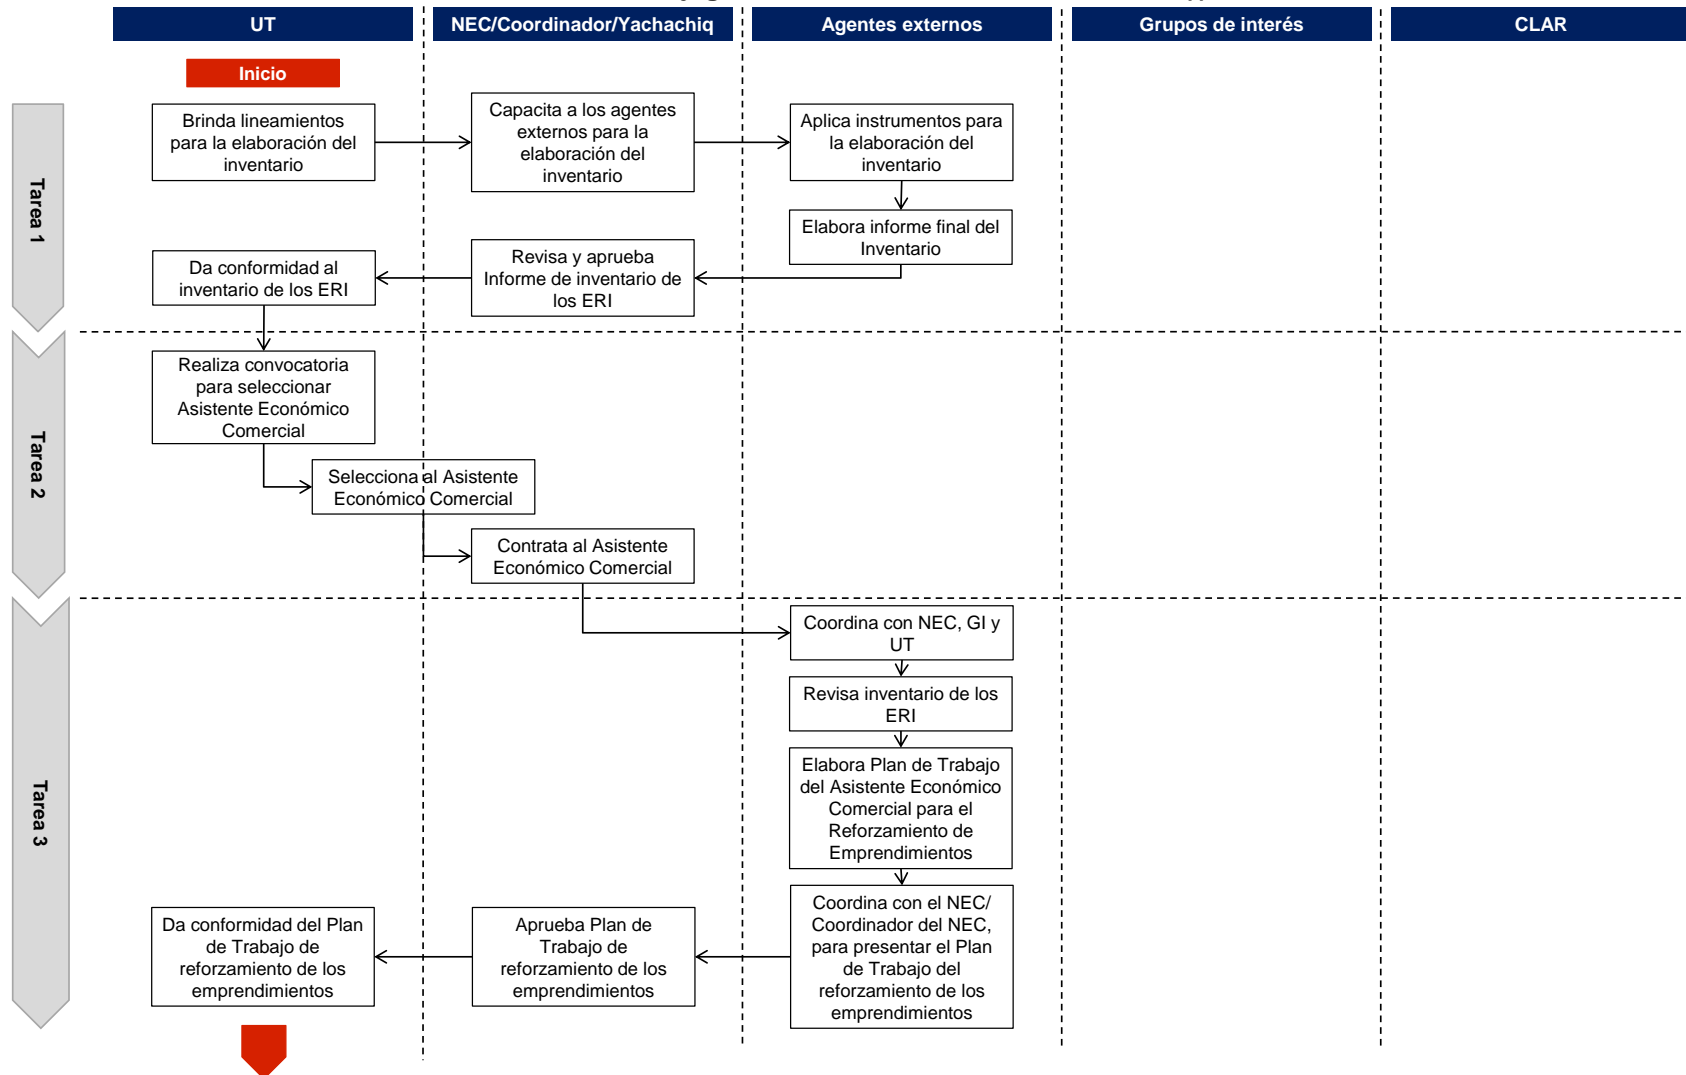 UT
NEC/Coordinador/Yachachiq
Agentes externos
Grupos de interés
CLAR
Inicio
Tarea 1
Brinda lineamientos
para la elaboración del
inventario
Capacita a los agentes
externos para la
elaboración del
inventario
Aplica instrumentos para
la elaboración del
inventario
Elabora informe final del
Inventario
Revisa y aprueba
Informe de inventario de
los ERI
Da conformidad al
inventario de los ERI
Tarea 2
Realiza convocatoria
para seleccionar
Asistente Económico
Comercial
Selecciona al Asistente
Económico Comercial
Contrata al Asistente
Económico Comercial
Tarea 3
Coordina con NEC, GI y
UT
Revisa inventario de los
ERI
Elabora Plan de Trabajo
del Asistente Económico
Comercial para el
Reforzamiento de
Emprendimientos
Coordina con el NEC/
Coordinador del NEC,
para presentar el Plan
de Trabajo del
reforzamiento de los
emprendimientos
Aprueba Plan de
Trabajo de
reforzamiento de los
emprendimientos
Da conformidad del Plan
de Trabajo de
reforzamiento de los
emprendimientos